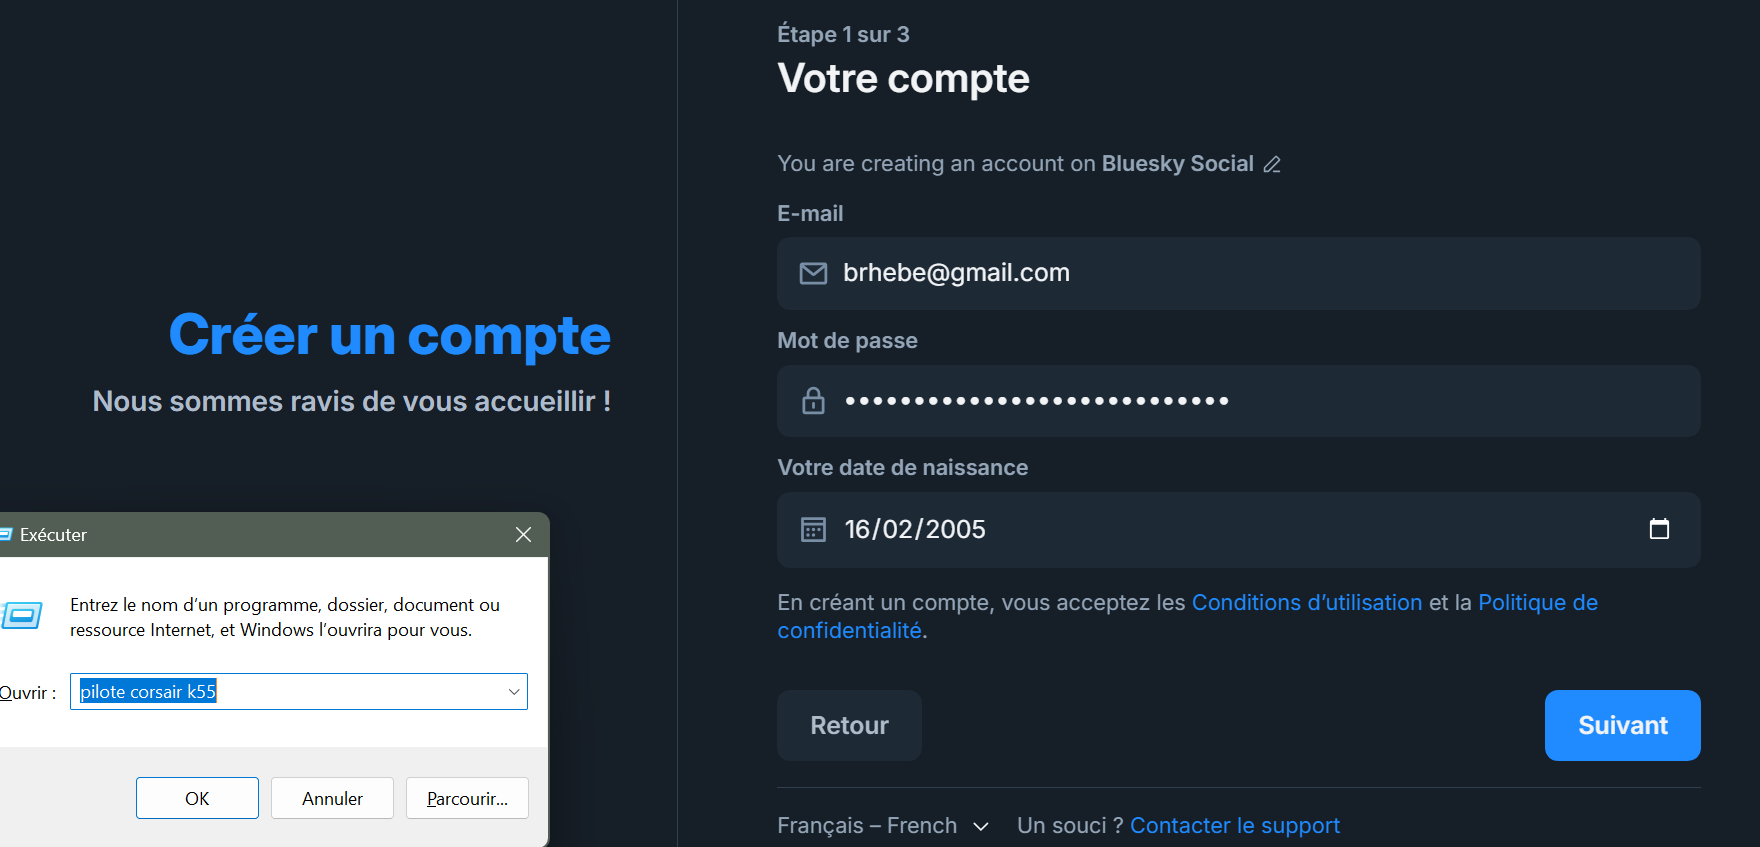 Créer un compte
Nous sommes ravis de vous accueillir !
Étape 1 sur 3
Votre compte
You are creating an account on Bluesky Social
E-mail
brhebe@gmail.com
Mot de passe
••••••••••••••••••••••••••••
Votre date de naissance
16/02/2005
En créant un compte, vous acceptez les Conditions d’utilisation et la Politique de
confidentialité.
Retour
Suivant
Français – French
Un souci ? Contacter le support
Exécuter
Entrez le nom d’un programme, dossier, document ou
ressource Internet, et Windows l’ouvrira pour vous.
Ouvrir :
pilote corsair k55
OK
Annuler
Parcourir...